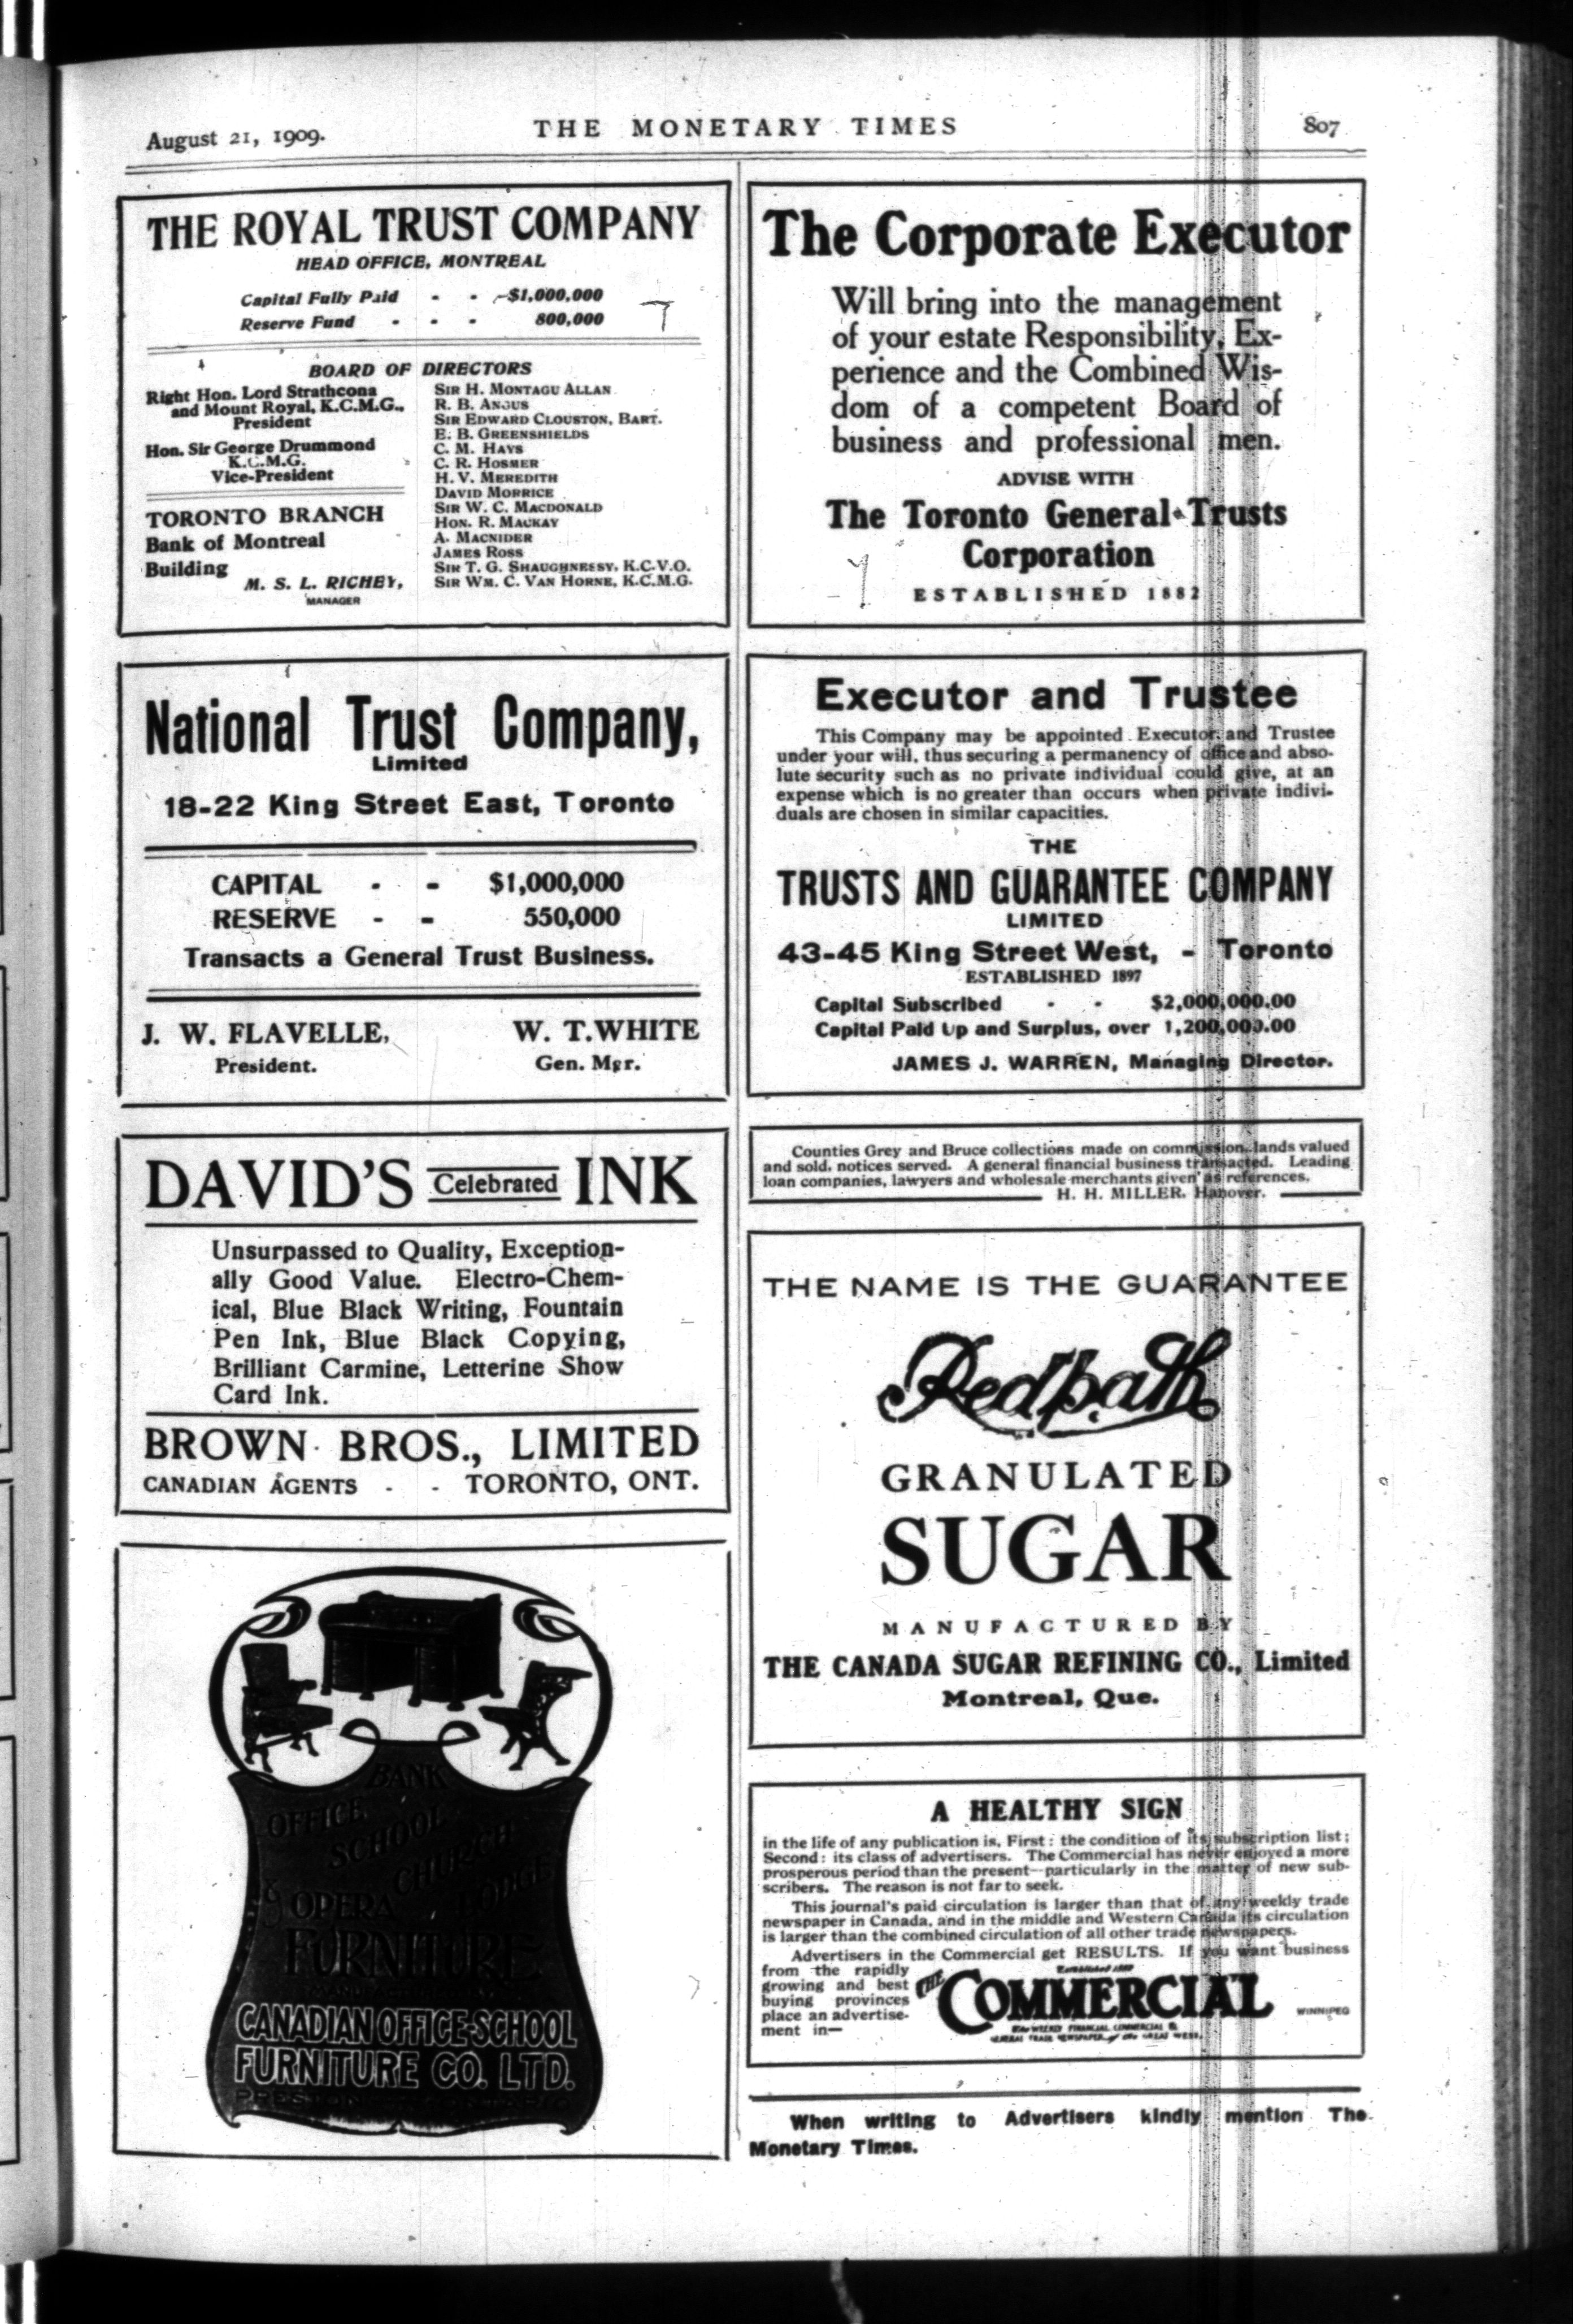 August 21, 1909.
THE MONETARY TIMES
807
THE ROYAL TRUST COMPANY
HEAD OFFICE, MONTREAL
Capital Fully Paid - - $1,000,000
Reserve Fund - - - 800,000
BOARD OF DIRECTORS
Right Hon. Lord Strathcona
and Mount Royal, K.C.M.G.,
President
Hon. Sir George Drummond
K.C.M.G.
Vice-President
TORONTO BRANCH
Bank of Montreal
Building
M. S. L. RICHEY,
MANAGER
SIR H. MONTAGU ALLAN
R. B. ANGUS
SIR EDWARD CLOUSTON, BART.
E. B. GREENSHIELDS
C. M. HAYS
C. R. HOSMER
H. V. MEREDITH
DAVID MORRICE
SIR W. C. MACDONALD
HON. R. MACKAY
A. MACNIDER
JAMES ROSS
SIR T. G. SHAUGHNESSY, K.C.V.O.
SIR WM. C. VAN HORNE, K.C.M.G.
National Trust Company,
Limited
18-22 King Street East, Toronto
CAPITAL - - $1,000,000
RESERVE - - 550,000
Transacts a General Trust Business.
J. W. FLAVELLE, W. T. WHITE
President. Gen. Mgr.
DAVID'S Celebrated INK
Unsurpassed to Quality, Exception-
ally Good Value. Electro-Chem-
ical, Blue Black Writing, Fountain
Pen Ink, Blue Black Copying,
Brilliant Carmine, Letterine Show
Card Ink.
BROWN BROS., LIMITED
CANADIAN AGENTS - - TORONTO, ONT.
BANK
OFFICE
SCHOOL
CHURCH
LODGE
& OPERA
FURNITURE
CANADIAN OFFICE-SCHOOL
FURNITURE CO. LTD.
PRESTON
The Corporate Executor
Will bring into the management
of your estate Responsibility, Ex-
perience and the Combined Wis-
dom of a competent Board of
business and professional men.
ADVISE WITH
The Toronto General Trusts
Corporation
ESTABLISHED 1882
Executor and Trustee
This Company may be appointed Executor and Trustee
under your will, thus securing a permanency of office and abso-
lute security such as no private individual could give, at an
expense which is no greater than occurs when private indivi-
duals are chosen in similar capacities.
THE
TRUSTS AND GUARANTEE COMPANY
LIMITED
43-45 King Street West, - Toronto
ESTABLISHED 1897
Capital Subscribed - - $2,000,000.00
Capital Paid Up and Surplus, over 1,200,000.00
JAMES J. WARREN, Managing Director.
Counties Grey and Bruce collections made on commission, lands valued
and sold, notices served. A general financial business transacted. Leading
loan companies, lawyers and wholesale merchants given as references.
H. H. MILLER, Hanover.
THE NAME IS THE GUARANTEE
Redpath
GRANULATED
SUGAR
MANUFACTURED BY
THE CANADA SUGAR REFINING CO., Limited
Montreal, Que.
A HEALTHY SIGN
in the life of any publication is, First: the condition of its subscription list;
Second: its class of advertisers. The Commercial has never enjoyed a more
prosperous period than the present—particularly in the matter of new sub-
scribers. The reason is not far to seek.
This journal's paid circulation is larger than that of any weekly trade
newspaper in Canada, and in the middle and Western Canada its circulation
is larger than the combined circulation of all other trade newspapers.
Advertisers in the Commercial get RESULTS. If you want business
from the rapidly
growing and best
buying provinces
place an advertise-
ment in—
THE COMMERCIAL
WINNIPEG
When writing to Advertisers kindly mention The
Monetary Times.